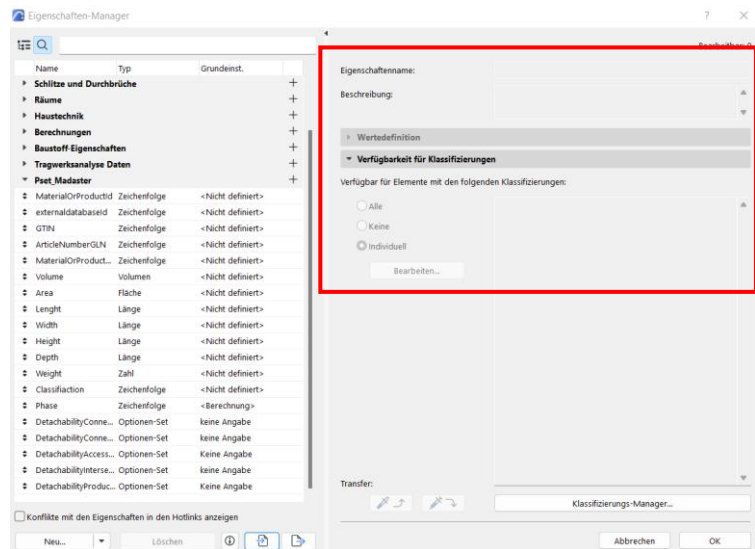 Eigenschaften-Manager
Bearbeitbar: 0
Name Typ Grundeinst.
Schlitze und Durchbrüche
Räume
Haustechnik
Berechnungen
Baustoff-Eigenschaften
Tragwerksanalyse Daten
Pset_Madaster
MaterialOrProductid Zeichenfolge <Nicht definiert>
externaldatabaseid Zeichenfolge <Nicht definiert>
GTIN Zeichenfolge <Nicht definiert>
ArticleNumberGLN Zeichenfolge <Nicht definiert>
MaterialOrProduct... Zeichenfolge <Nicht definiert>
Volume Volumen <Nicht definiert>
Area Fläche <Nicht definiert>
Lenght Länge <Nicht definiert>
Width Länge <Nicht definiert>
Height Länge <Nicht definiert>
Depth Länge <Nicht definiert>
Weight Zahl <Nicht definiert>
Classifiaction Zeichenfolge <Nicht definiert>
Phase Zeichenfolge <Berechnung>
DetachabilityConne... Optionen-Set keine Angabe
DetachabilityConne... Optionen-Set keine Angabe
DetachabilityAccess... Optionen-Set Keine Angabe
DetachabilityInterse... Optionen-Set keine Angabe
DetachabilityProduc... Optionen-Set Keine Angabe
Konflikte mit den Eigenschaften in den Hotlinks anzeigen
Neu... Löschen
Eigenschaftenname:
Beschreibung:
Wertedefinition
Verfügbarkeit für Klassifizierungen
Verfügbar für Elemente mit den folgenden Klassifizierungen:
Alle
Keine
Individuell
Bearbeiten...
Transfer:
Klassifizierungs-Manager...
Abbrechen OK